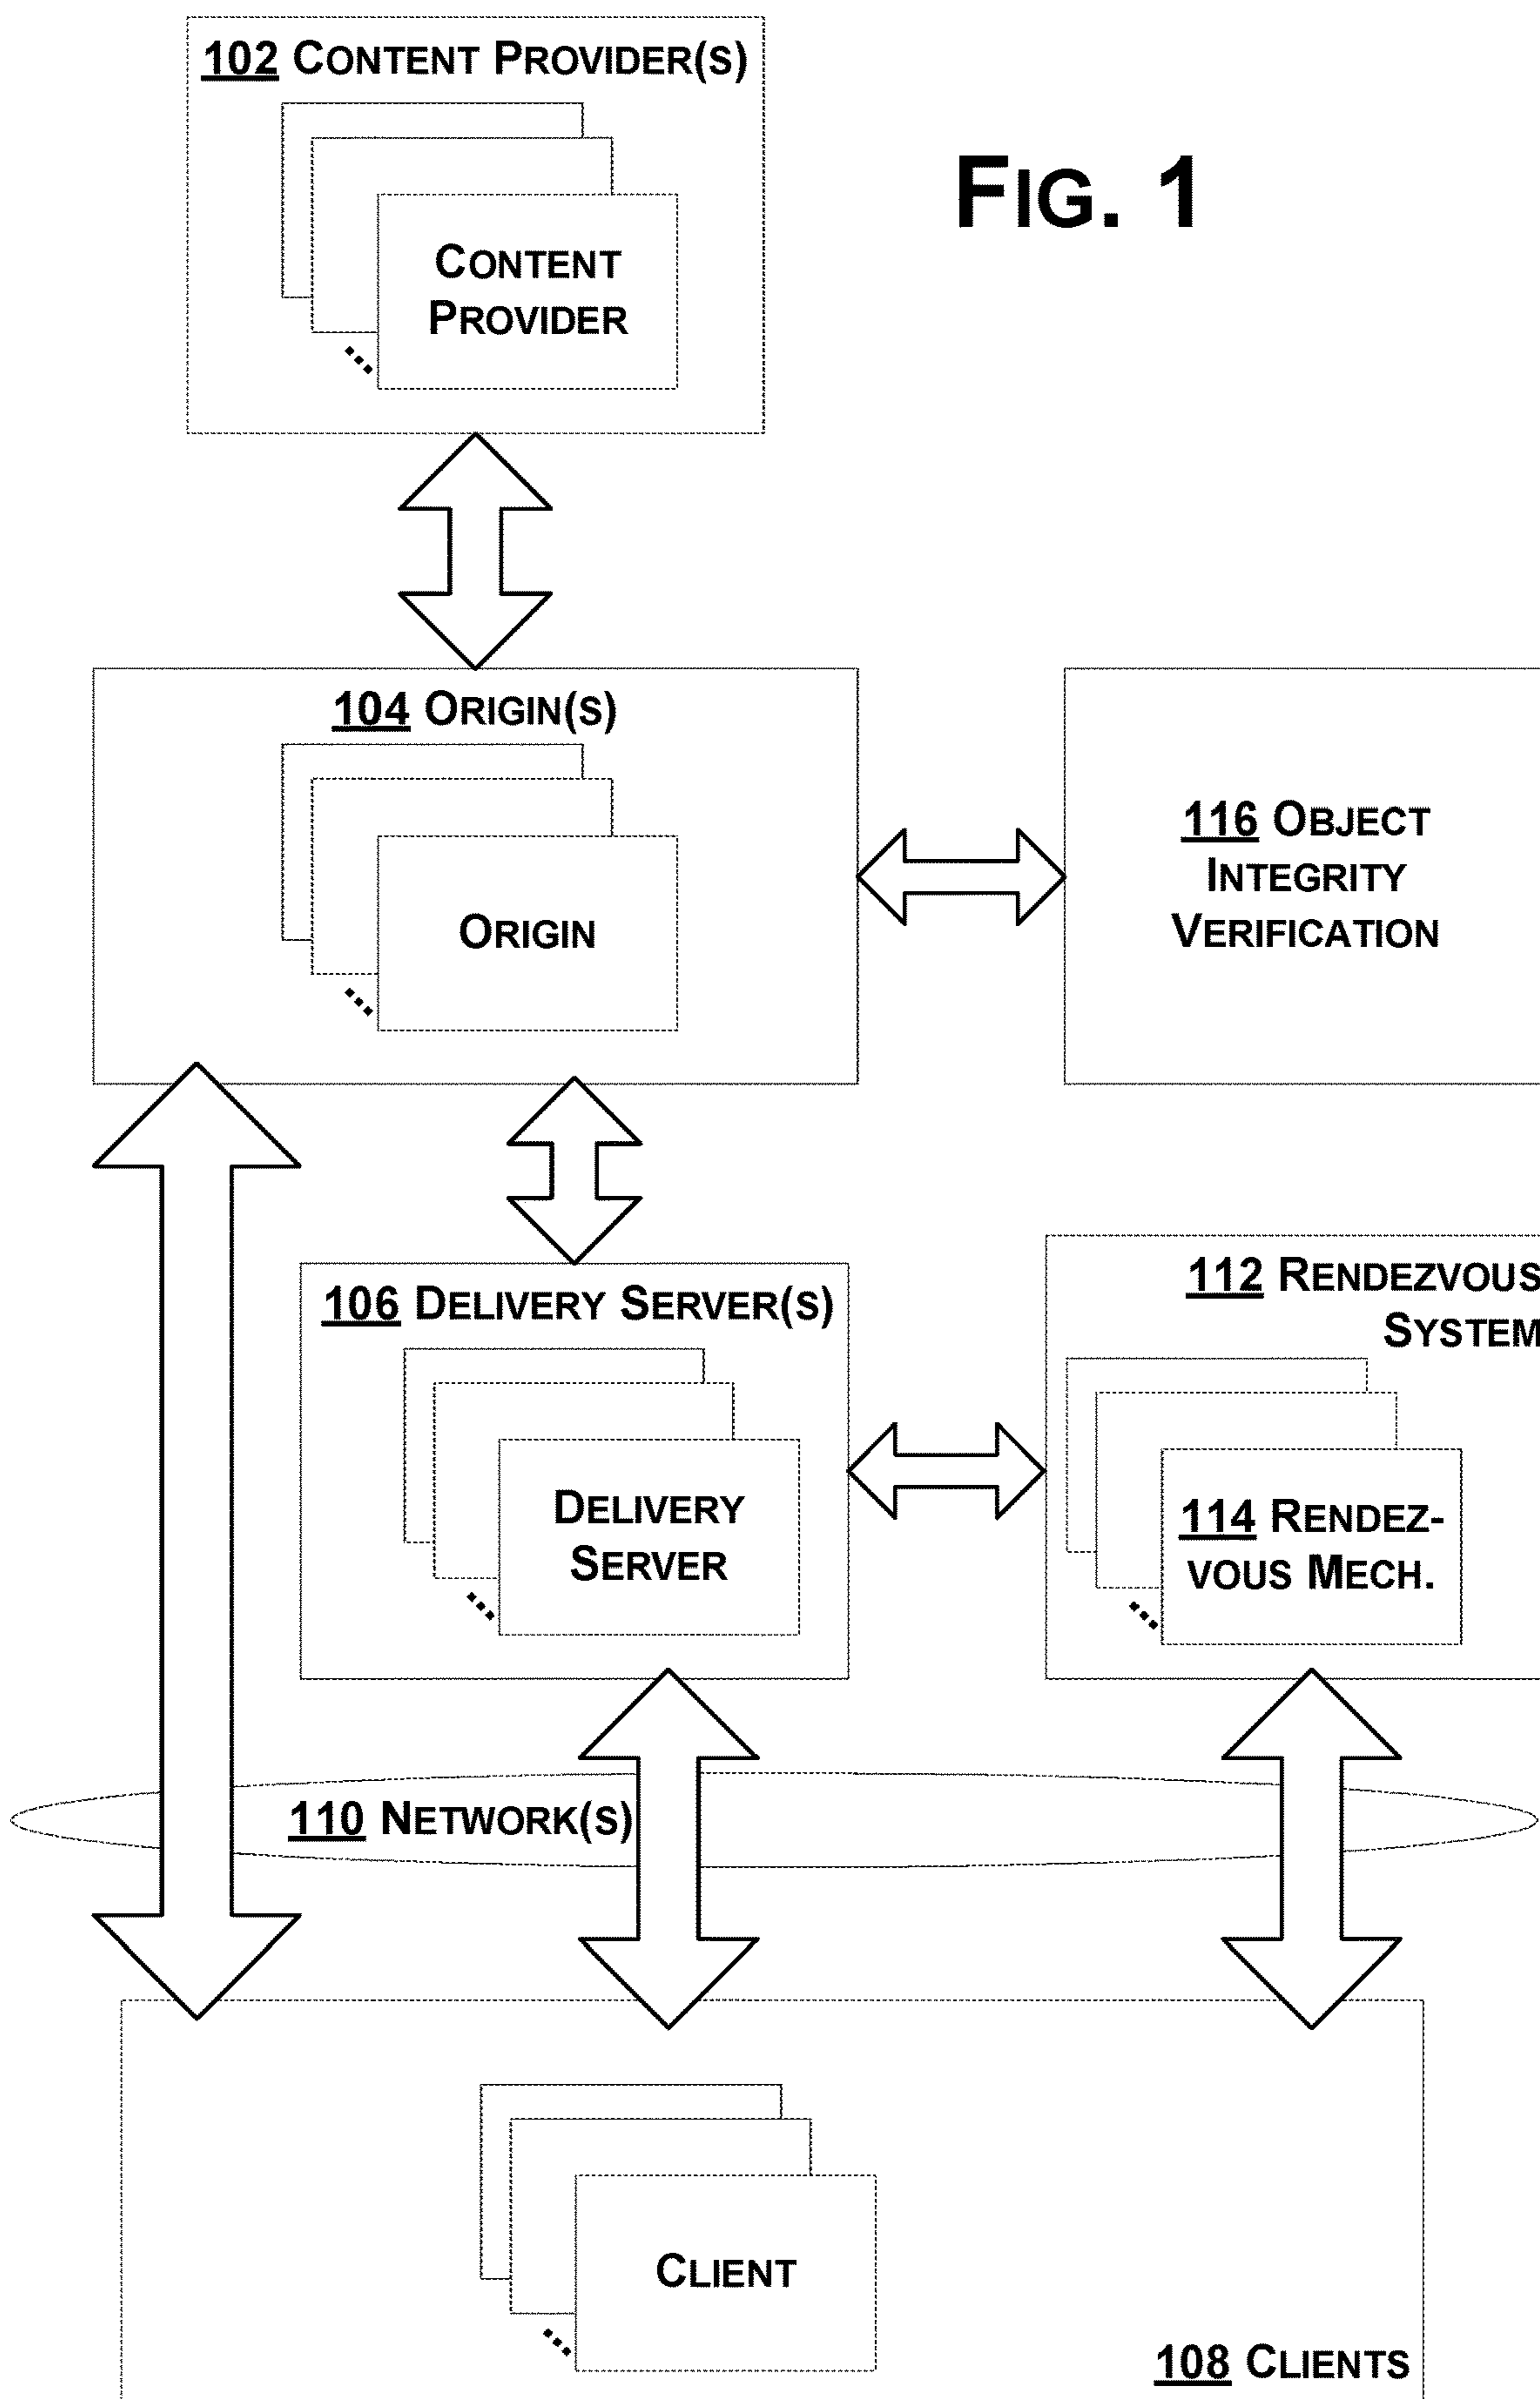 102 CONTENT PROVIDER(S)
FIG. 1
CONTENT
PROVIDER
104 ORIGIN(S)
ORIGIN
116 OBJECT
INTEGRITY
VERIFICATION
106 DELIVERY SERVER(S)
DELIVERY
SERVER
112 RENDEZVOUS
SYSTEM
114 RENDEZ-
VOUS MECH.
110 NETWORK(S)
CLIENT
108 CLIENTS